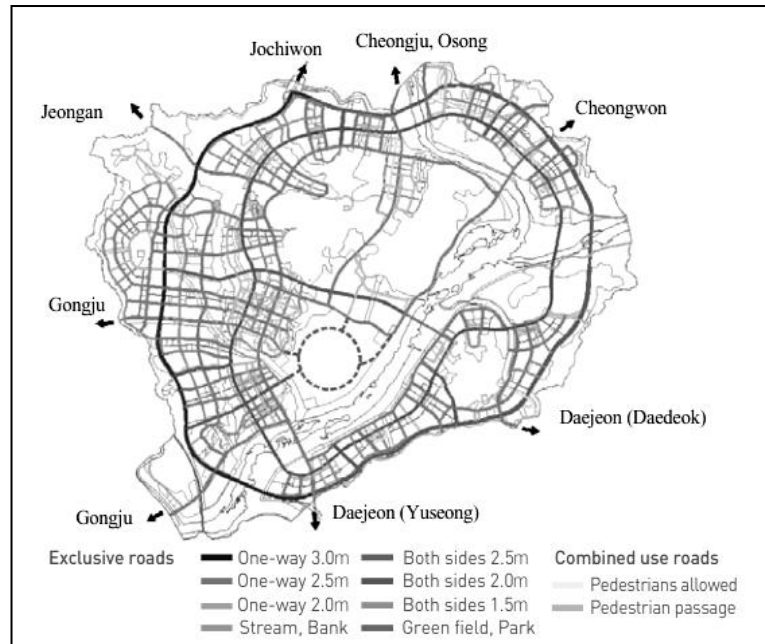 Cheongju, Osong
Jochiwon
Jeongan
Cheongwon
Gongju
Daejeon (Daedeok)
Gongju
Daejeon (Yuseong)
Exclusive roads
One-way 3.0m
One-way 2.5m
One-way 2.0m
Stream, Bank
Both sides 2.5m
Both sides 2.0m
Both sides 1.5m
Green field, Park
Combined use roads
Pedestrians allowed
Pedestrian passage